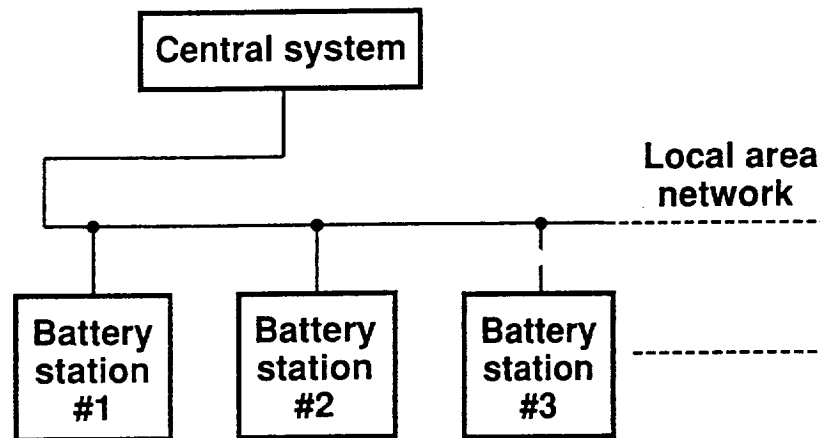 Central system
Local area
network
Battery
station
#1
Battery
station
#2
Battery
station
#3